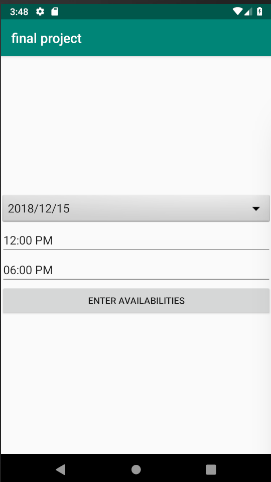 3:48
final project
2018/12/15
12:00 PM
06:00 PM
ENTER AVAILABILITIES